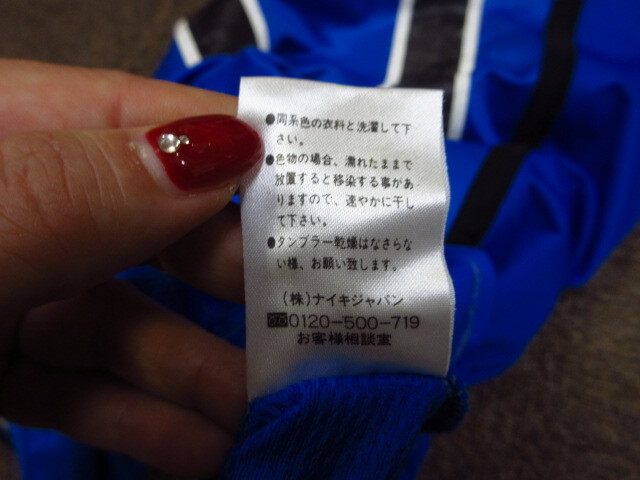 ●同系色の衣料と洗濯して下
さい。
●色物の場合、濡れたままで
放置すると移染する事があ
りますので、速やかに干し
て下さい。
●タンブラー乾燥はなさらな
い様、お願い致します。
(株)ナイキジャパン
0120-500-719
お客様相談室